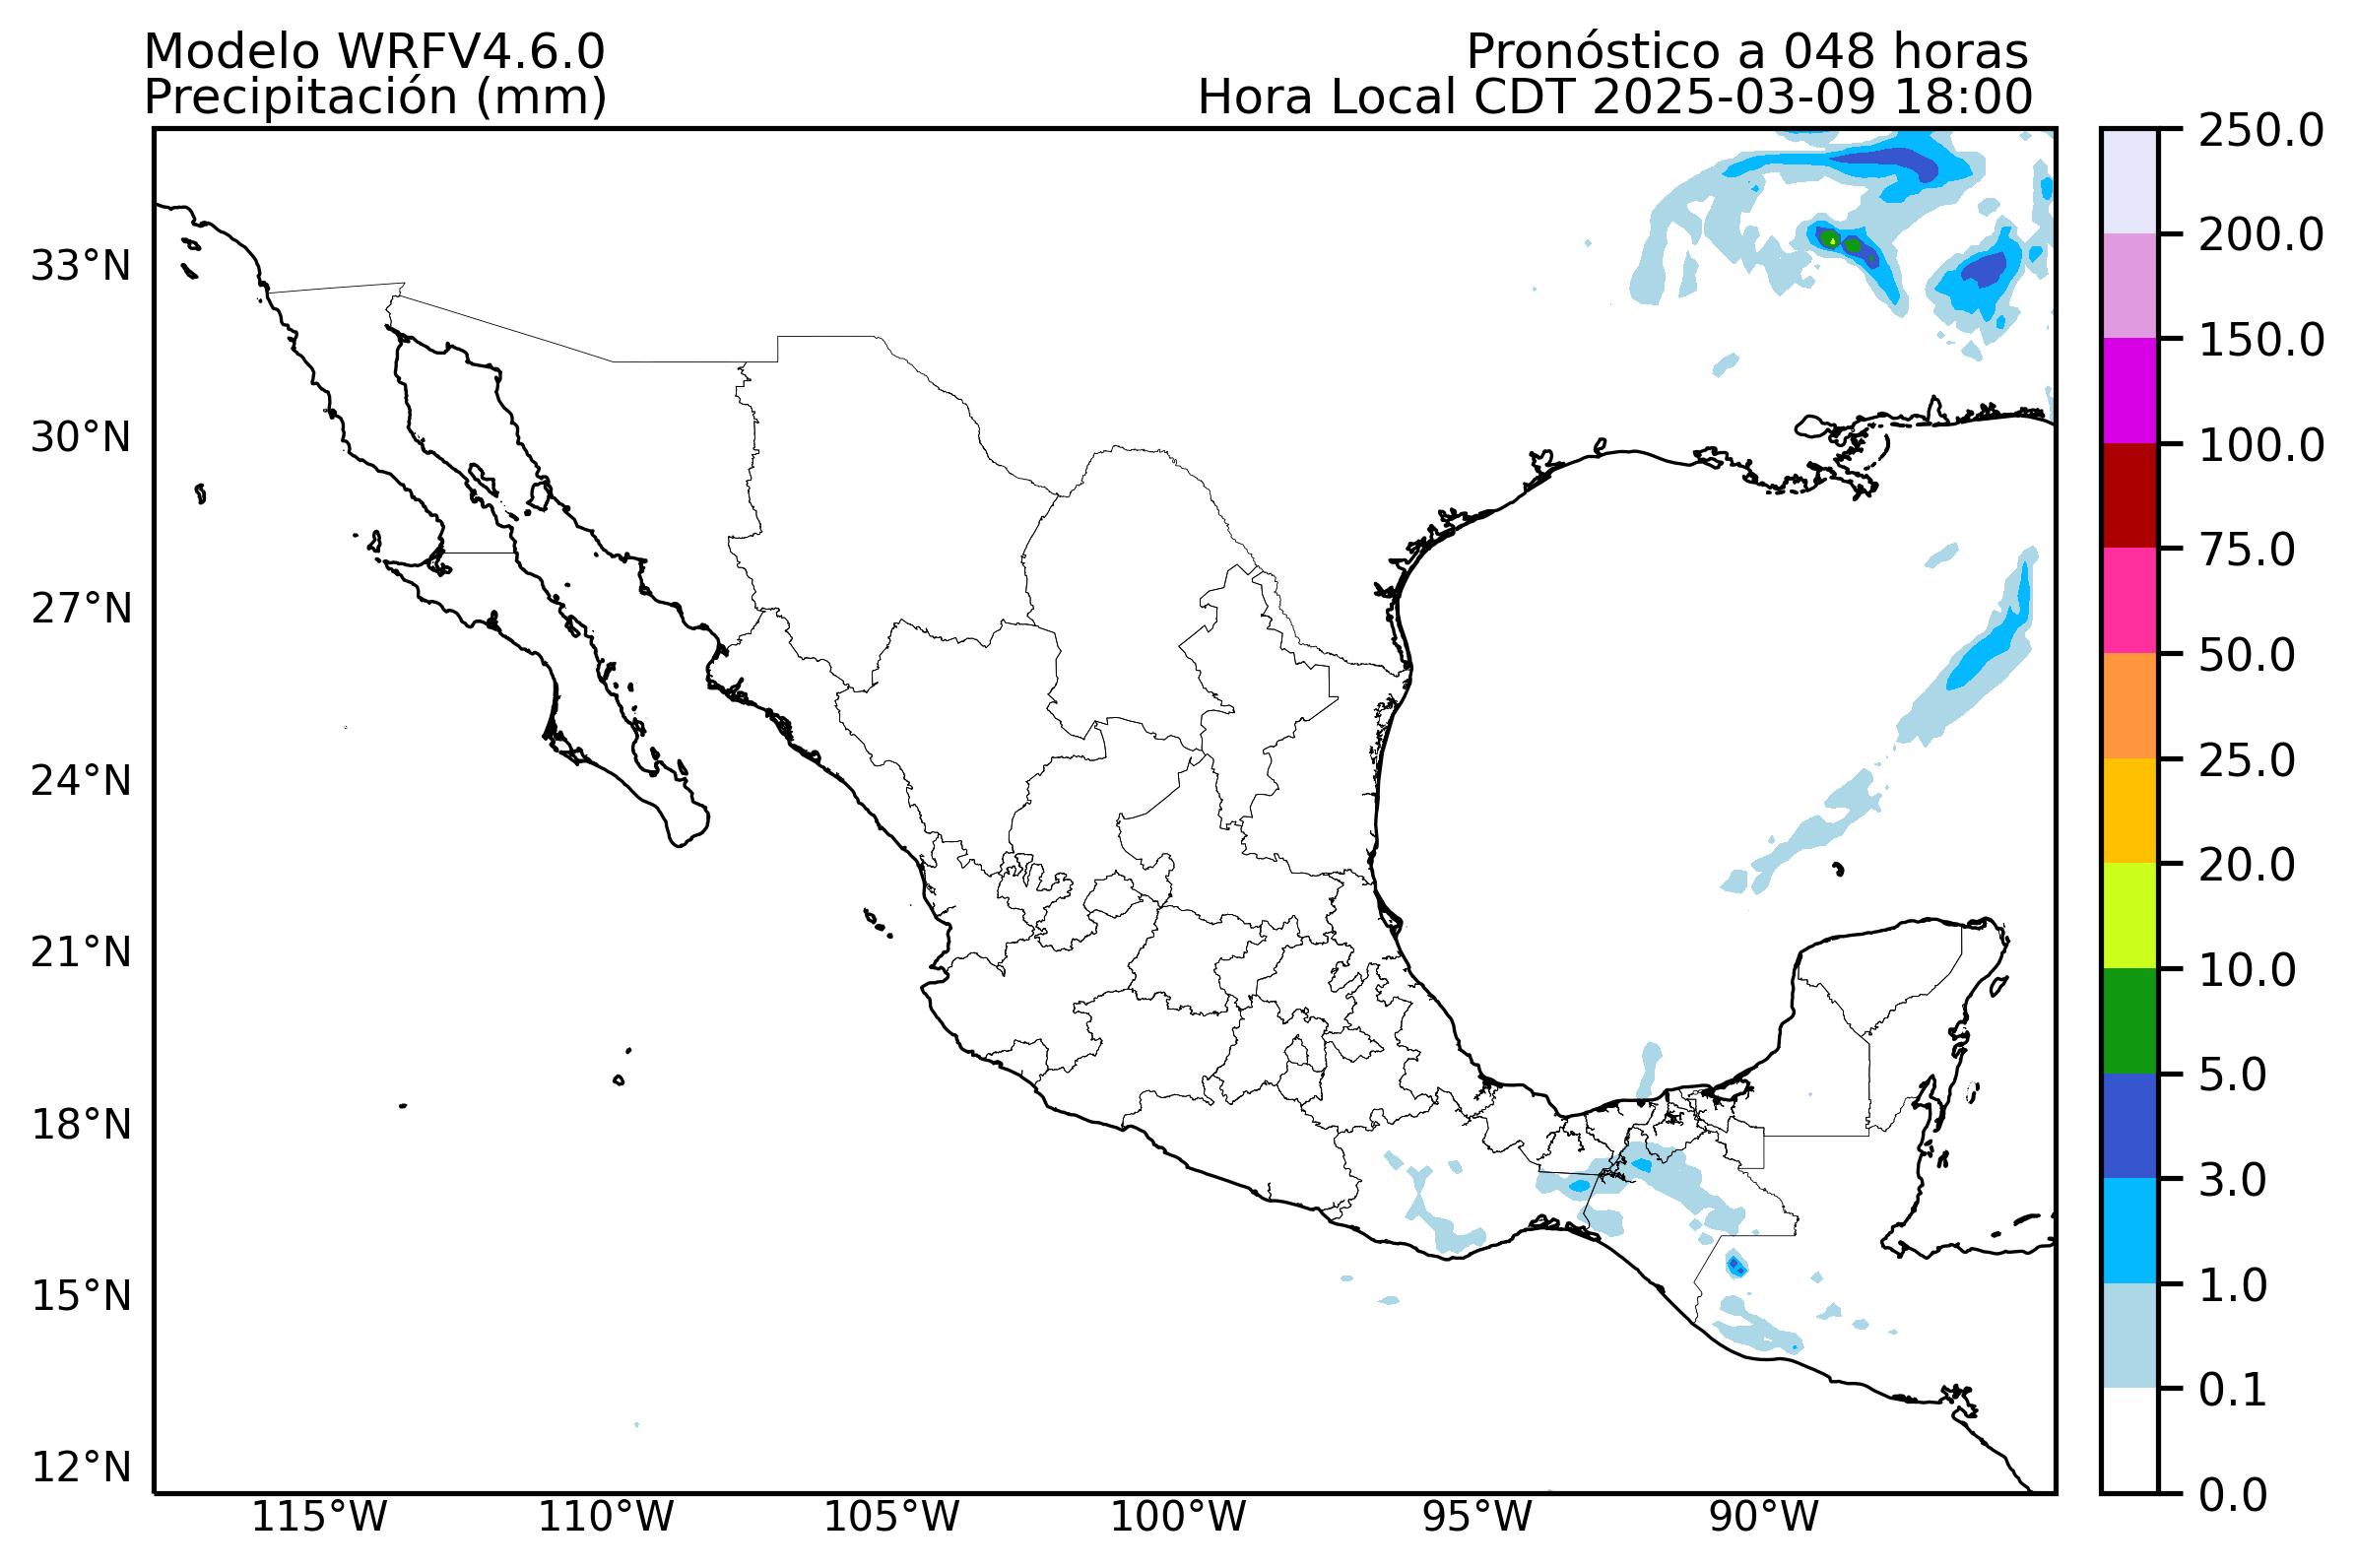 Modelo WRFV4.6.0
Precipitación (mm)
Pronóstico a 048 horas
Hora Local CDT 2025-03-09 18:00
33°N
30°N
27°N
24°N
21°N
18°N
15°N
12°N
115°W
110°W
105°W
100°W
95°W
90°W
250.0
200.0
150.0
100.0
75.0
50.0
25.0
20.0
10.0
5.0
3.0
1.0
0.1
0.0